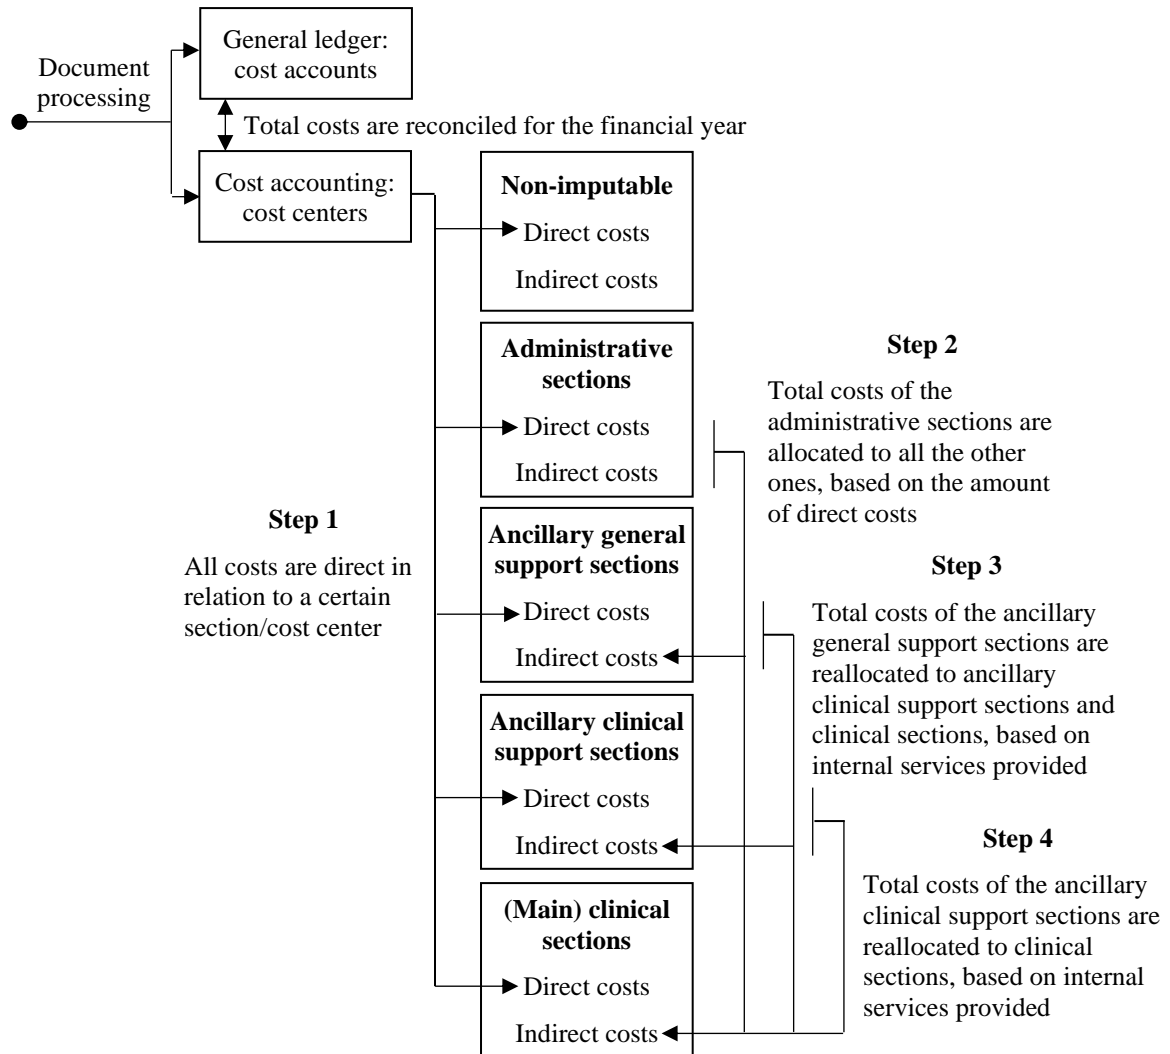 General ledger:
cost accounts
Document
processing
Total costs are reconciled for the financial year
Cost accounting:
cost centers
Non-imputable
Direct costs
Indirect costs
Administrative
sections
Direct costs
Indirect costs
Step 2
Total costs of the
administrative sections are
allocated to all the other
ones, based on the amount
of direct costs
Step 1
All costs are direct in
relation to a certain
section/cost center
Ancillary general
support sections
Direct costs
Indirect costs
Step 3
Total costs of the ancillary
general support sections are
reallocated to ancillary
clinical support sections and
clinical sections, based on
internal services provided
Ancillary clinical
support sections
Direct costs
Indirect costs
Step 4
Total costs of the ancillary
clinical support sections are
reallocated to clinical
sections, based on internal
services provided
(Main) clinical
sections
Direct costs
Indirect costs